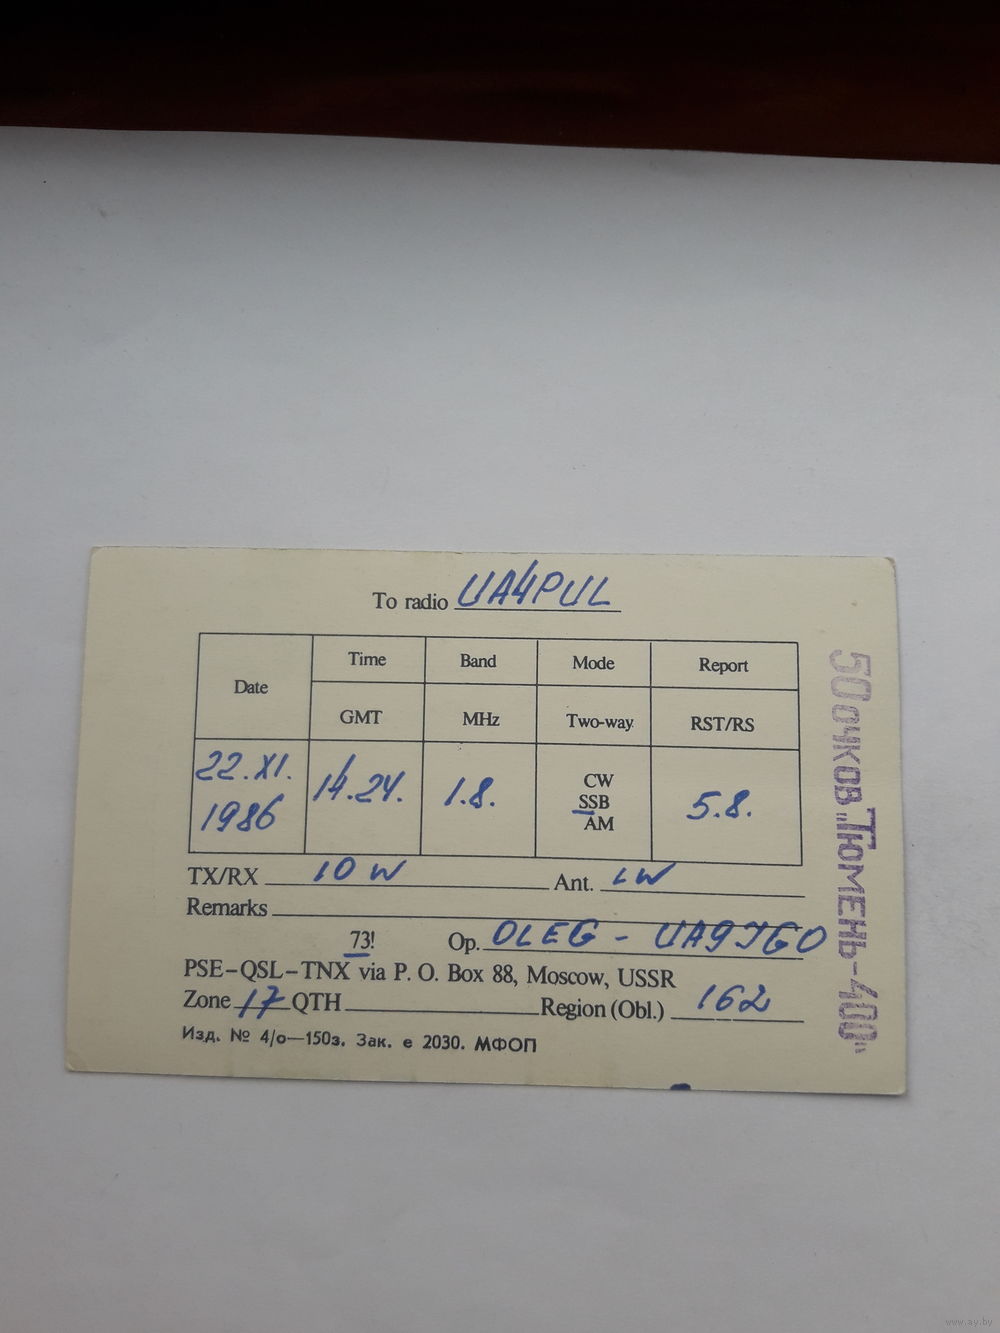 To radio UA4PUL
Date Time Band Mode Report
GMT MHz Two-way RST/RS
22.XI. 1986 14.24. 1.8. CW SSB AM 5.8.
TX/RX 10 W Ant. LW
Remarks
73! Op. OLEG - UA9JGO
PSE-QSL-TNX via P. O. Box 88, Moscow, USSR
Zone 17 QTH Region (Obl.) 162
Изд. № 4/о—150з. Зак. е 2030. МФОП
50 очков „Тюмень-400"
www.ay.by